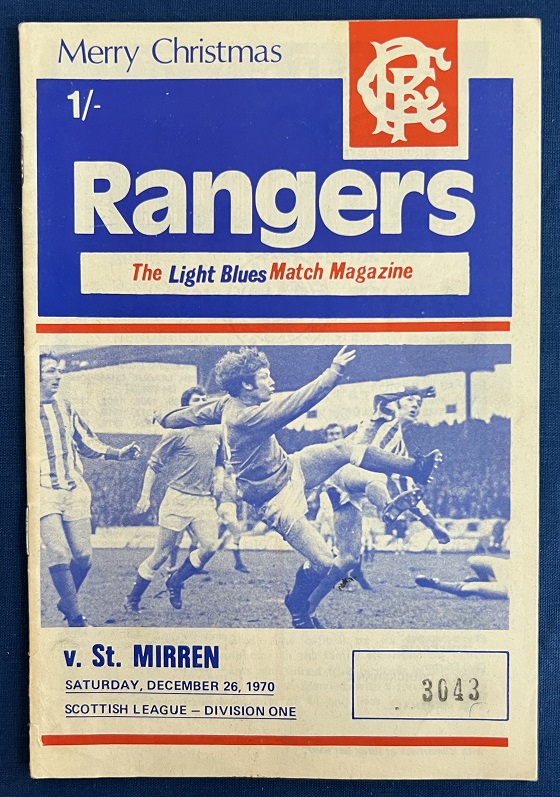 Merry Christmas
1/-
Rangers
The Light Blues Match Magazine
v. St. MIRREN
SATURDAY, DECEMBER 26, 1970
SCOTTISH LEAGUE – DIVISION ONE
3043